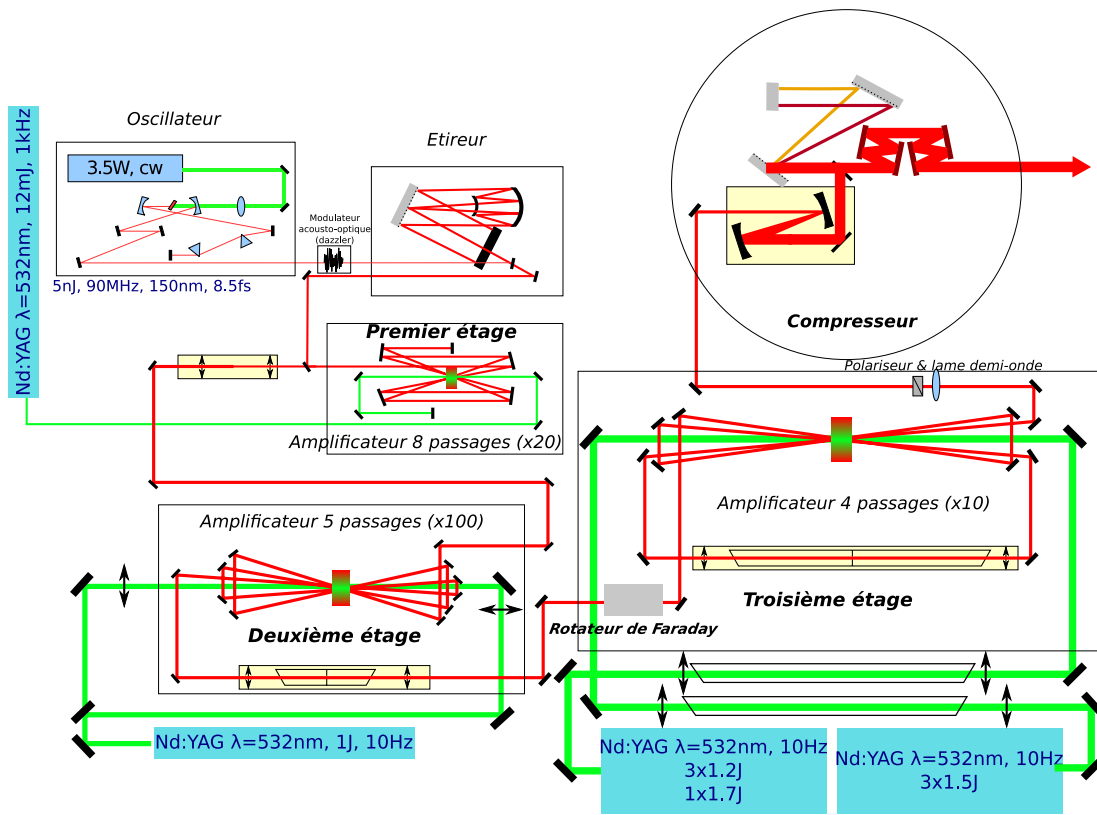 Nd:YAG λ=532nm, 12mJ, 1kHz
Oscillateur
3.5W, cw
5nJ, 90MHz, 150nm, 8.5fs
Etireur
Modulateur
acousto-optique
(dazzler)
Premier étage
Amplificateur 8 passages (x20)
Compresseur
Polariseur & lame demi-onde
Amplificateur 5 passages (x100)
Deuxième étage
Nd:YAG λ=532nm, 1J, 10Hz
Amplificateur 4 passages (x10)
Troisième étage
Rotateur de Faraday
Nd:YAG λ=532nm, 10Hz
3x1.2J
1x1.7J
Nd:YAG λ=532nm, 10Hz
3x1.5J